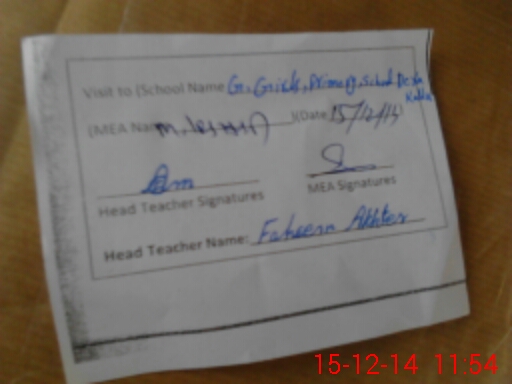 Visit to (School Name G. Girls, Primary, School Dera
(MEA Name )(Date 15/12/14)
Head Teacher Signatures
MEA Signatures
Head Teacher Name: Faheem Akhter
15-12-14 11:54